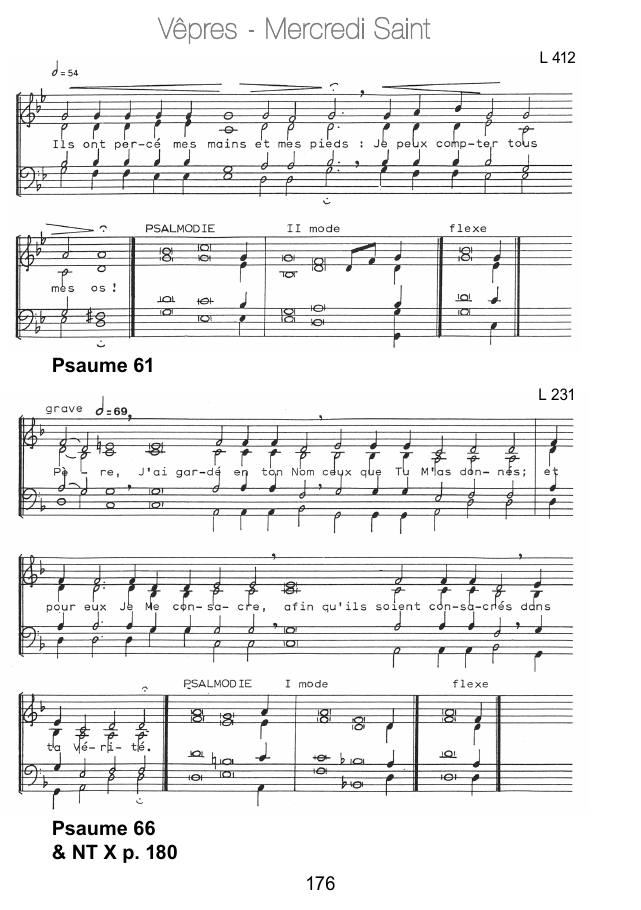 Vêpres - Mercredi Saint
L 412
𝅗𝅥 = 54
Ils ont per-cé mes mains et mes pieds : Je peux comp-ter tous
PSALMODIE II mode flexe
mes os!
Psaume 61
L 231
grave 𝅗𝅥 =69
Pè - re, J'ai gar-dé en ton Nom ceux que Tu M'as don-nés; et
pour eux Je Me con-sa-cre, afin qu'ils soient con-sacrés dans
PSALMODIE I mode flexe
ta vé-ri-té.
Psaume 66
& NT X p. 180
176